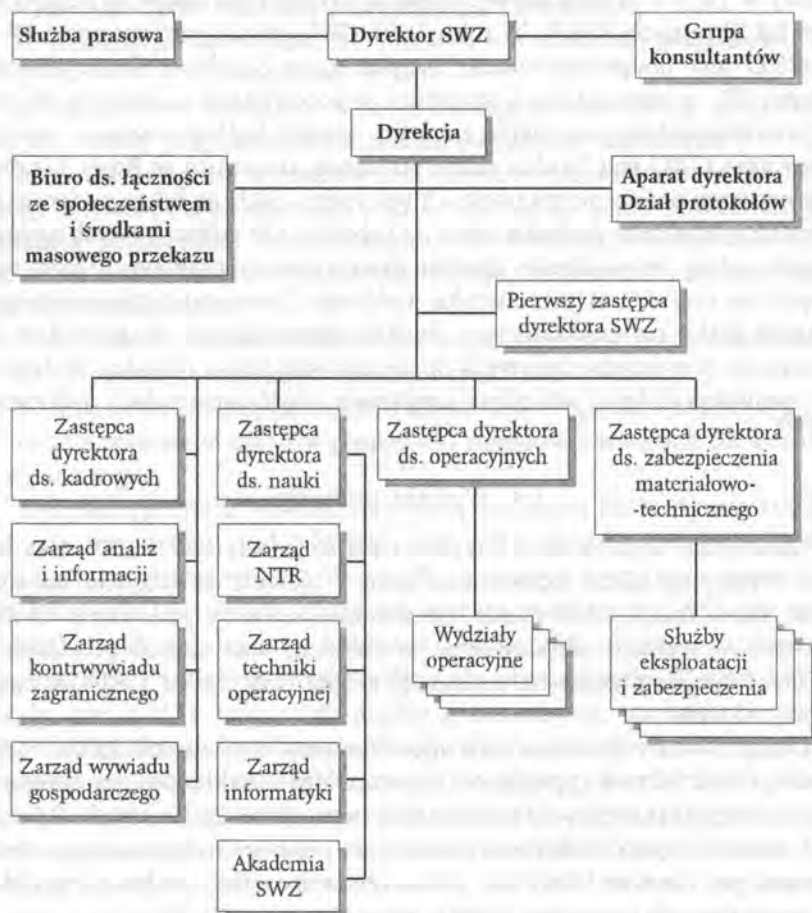 Służba prasowa
Dyrektor SWZ
Grupa
konsultantów
Dyrekcja
Biuro ds. łączności
ze społeczeństwem
i środkami
masowego przekazu
Aparat dyrektora
Dział protokołów
Pierwszy zastępca
dyrektora SWZ
Zastępca
dyrektora
ds. kadrowych
Zastępca
dyrektora
ds. nauki
Zastępca dyrektora
ds. operacyjnych
Zastępca dyrektora
ds. zabezpieczenia
materiałowo-
-technicznego
Zarząd analiz
i informacji
Zarząd
NTR
Zarząd
kontrwywiadu
zagranicznego
Zarząd
techniki
operacyjnej
Wydziały
operacyjne
Służby
eksploatacji
i zabezpieczenia
Zarząd wywiadu
gospodarczego
Zarząd
informatyki
Akademia
SWZ